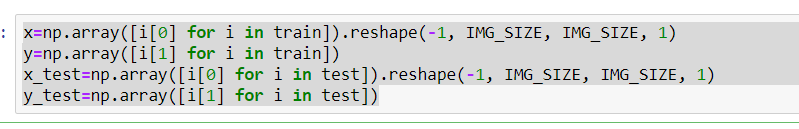 :
x=np.array([i[0] for i in train]).reshape(-1, IMG_SIZE, IMG_SIZE, 1)
y=np.array([i[1] for i in train])
x_test=np.array([i[0] for i in test]).reshape(-1, IMG_SIZE, IMG_SIZE, 1)
y_test=np.array([i[1] for i in test])